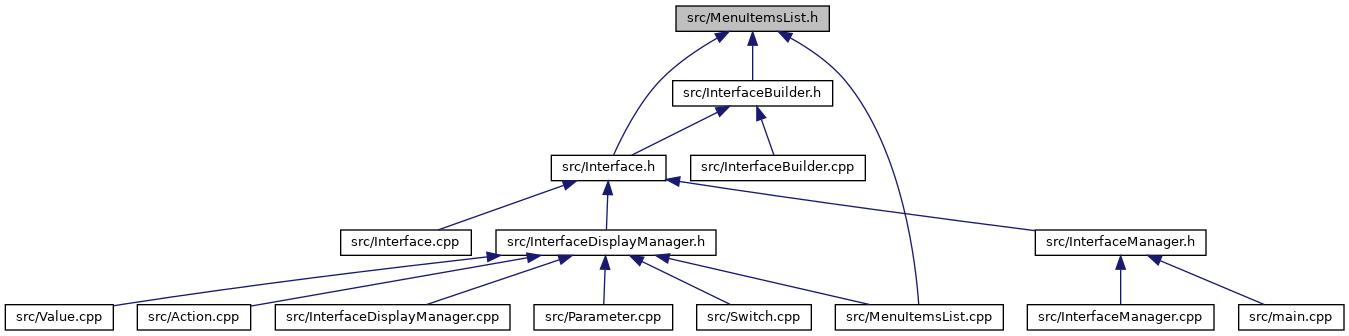 src/MenuItemsList.h
src/InterfaceBuilder.h
src/Interface.h
src/InterfaceBuilder.cpp
src/Interface.cpp
src/InterfaceDisplayManager.h
src/InterfaceManager.h
src/Value.cpp
src/Action.cpp
src/InterfaceDisplayManager.cpp
src/Parameter.cpp
src/Switch.cpp
src/MenuItemsList.cpp
src/InterfaceManager.cpp
src/main.cpp